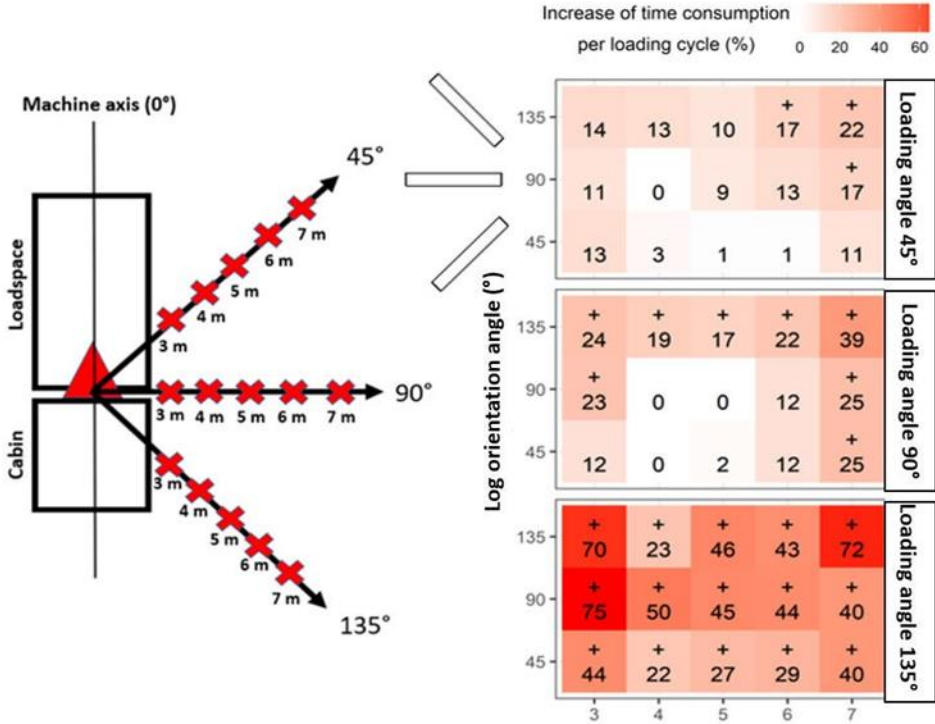 Increase of time consumption
per loading cycle (%)
0 20 40 60
Machine axis (0°)
45°
7 m
6 m
5 m
4 m
3 m
Loadspace
90°
3 m 4 m 5 m 6 m 7 m
Cabin
3 m
4 m
5 m
6 m
7 m
135°
Log orientation angle (°)
Loading angle 45°
+ +
135 14 13 10 17 22
+
90 11 0 9 13 17
45 13 3 1 1 11
Loading angle 90°
+ + + + +
135 24 19 17 22 39
+ +
90 23 0 0 12 25
+
45 12 0 2 12 25
Loading angle 135°
+ + + + +
135 70 23 46 43 72
+ + + + +
90 75 50 45 44 40
+ + + + +
45 44 22 27 29 40
3 4 5 6 7